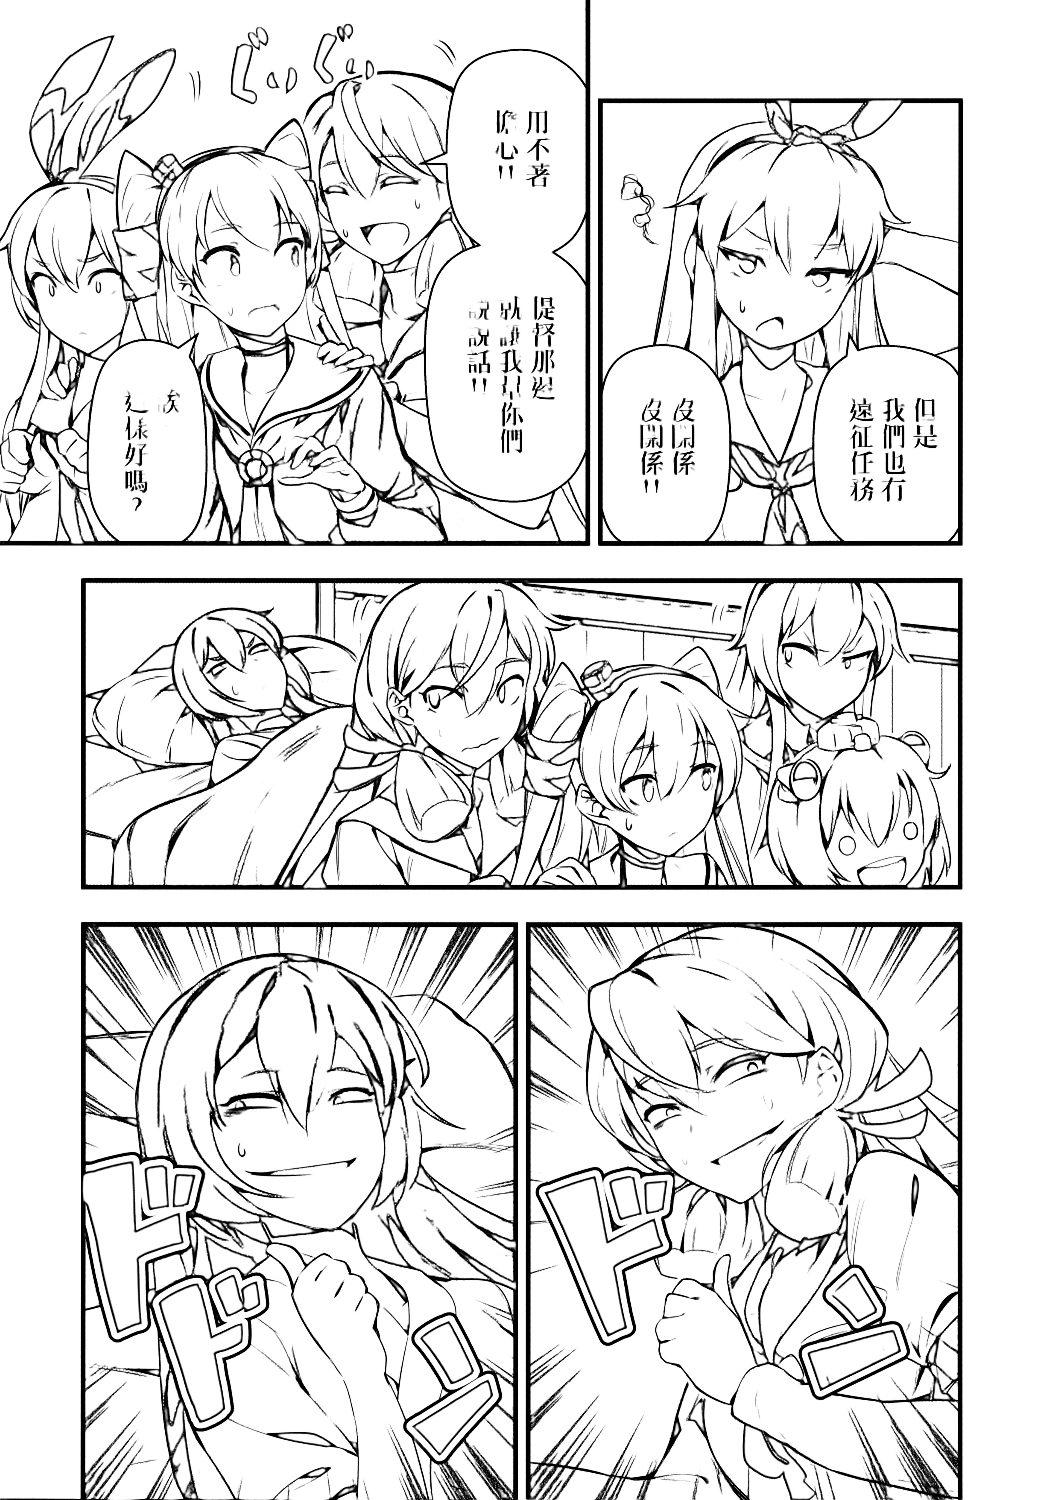 但是
我們也有
遠征任務
沒關係
沒關係!!
用不著
擔心!!
提督那邊
就讓我是你們
說說話!!
誒
這樣好嗎?
ぐいぐい
ドドン
ドン